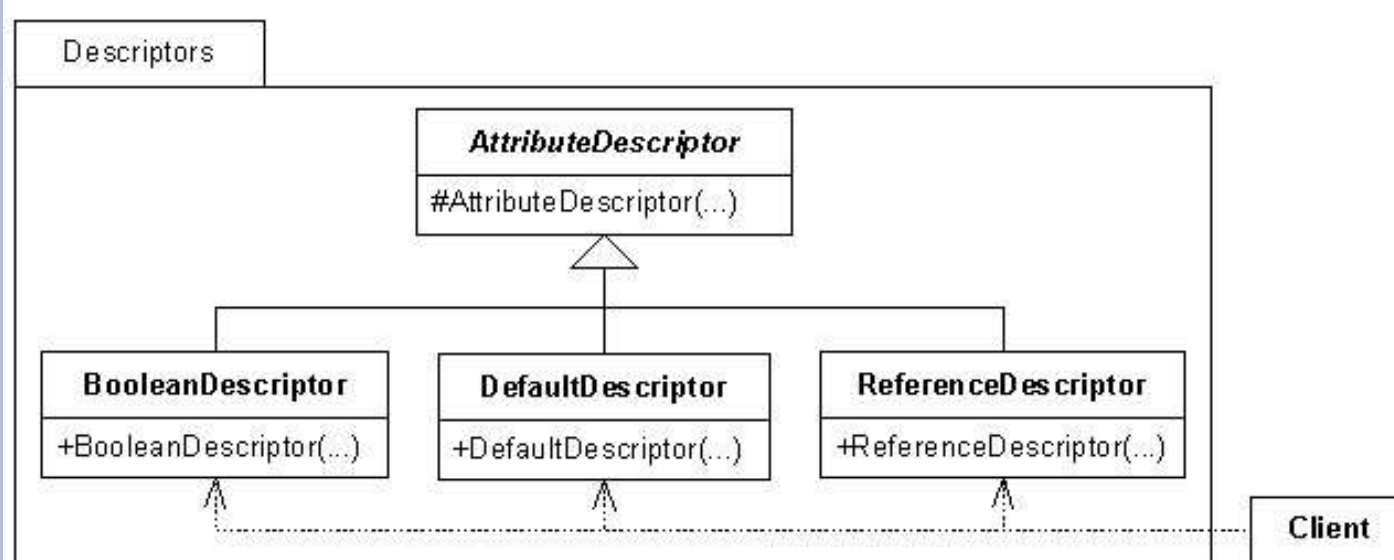 Descriptors
AttributeDescriptor
#AttributeDescriptor(...)
BooleanDescriptor
+BooleanDescriptor(...)
DefaultDescriptor
+DefaultDescriptor(...)
ReferenceDescriptor
+ReferenceDescriptor(...)
Client